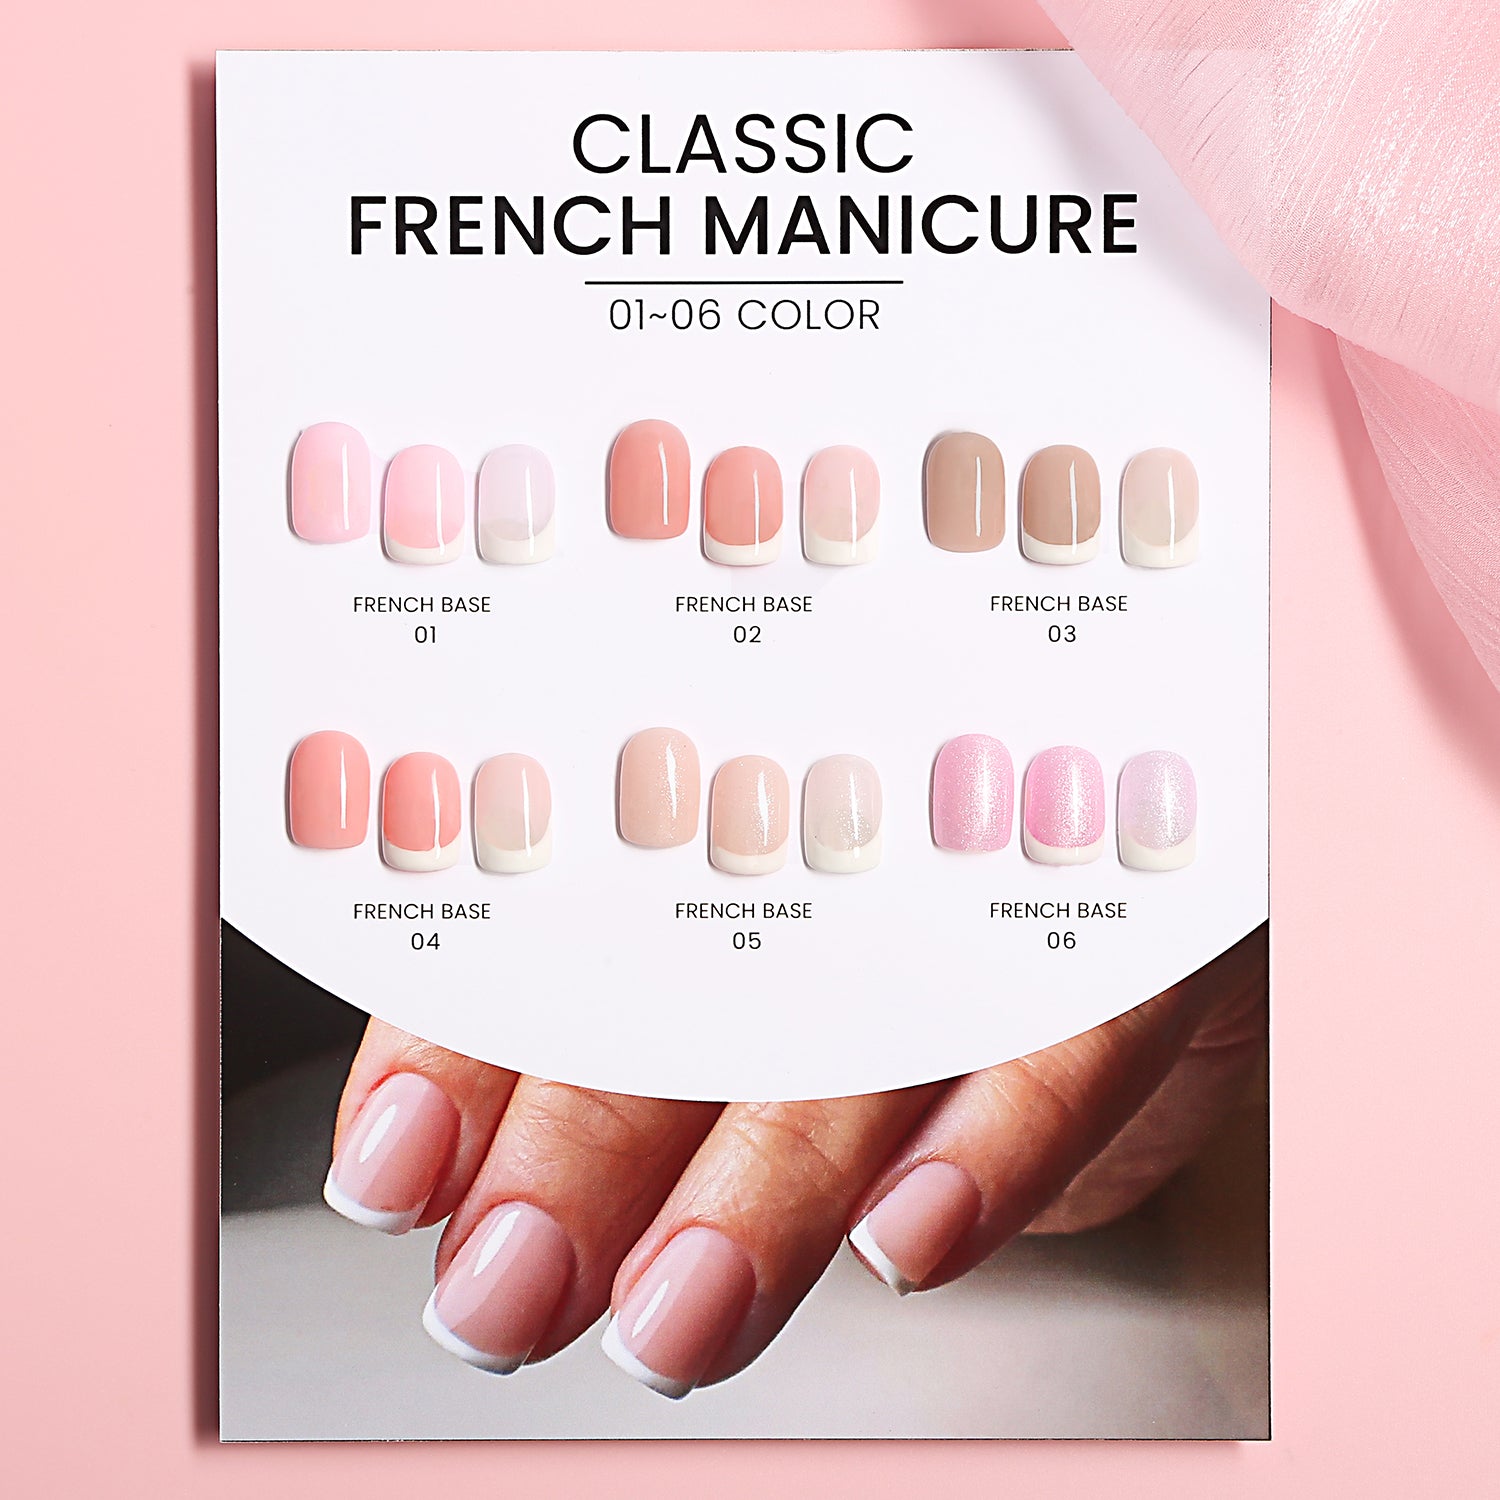 CLASSIC
FRENCH MANICURE
01~06 COLOR
FRENCH BASE
01
FRENCH BASE
02
FRENCH BASE
03
FRENCH BASE
04
FRENCH BASE
05
FRENCH BASE
06